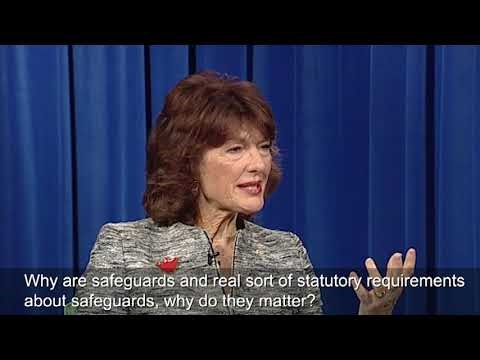 Why are safeguards and real sort of statutory requirements
about safeguards, why do they matter?